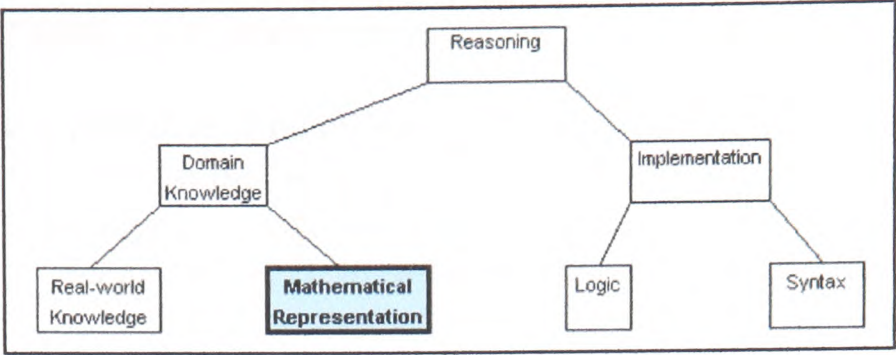 Reasoning
Domain
Knowledge
Implementation
Real-world
Knowledge
Mathematical
Representation
Logic
Syntax